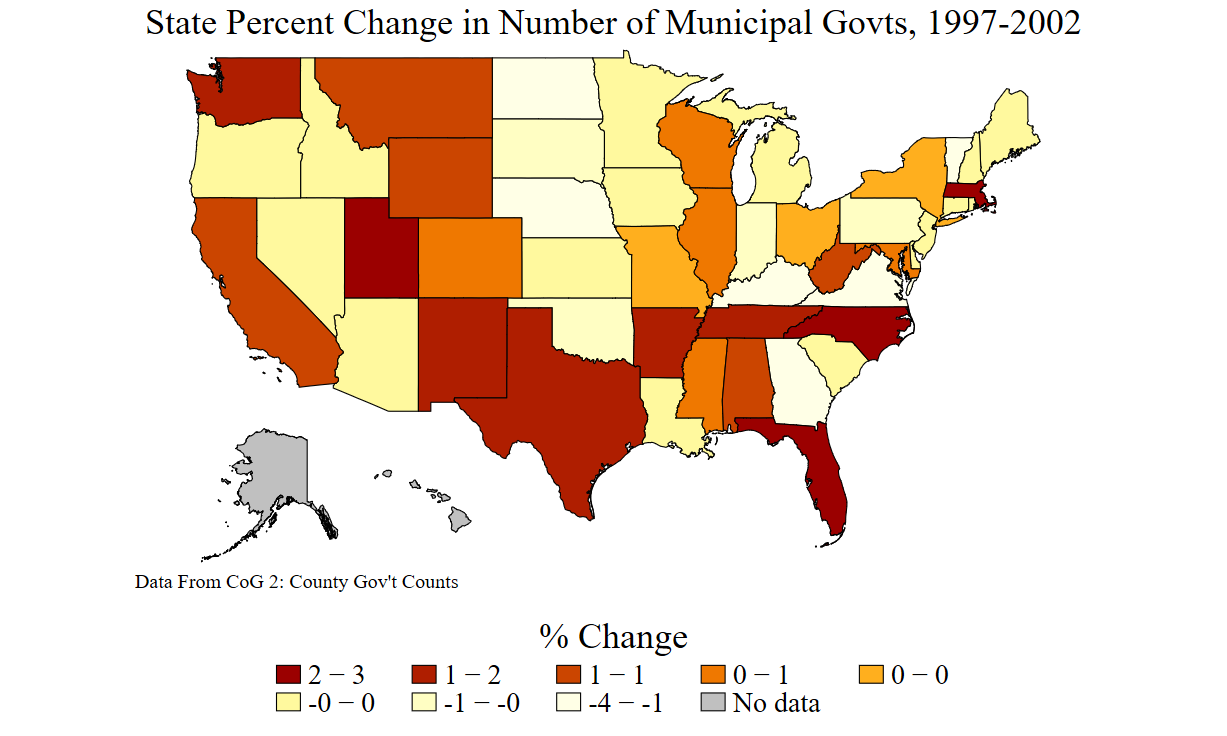 State Percent Change in Number of Municipal Govts, 1997-2002
Data From CoG 2: County Gov't Counts
% Change
2 − 3 1 − 2 1 − 1 0 − 1 0 − 0
-0 − 0 -1 − -0 -4 − -1 No data